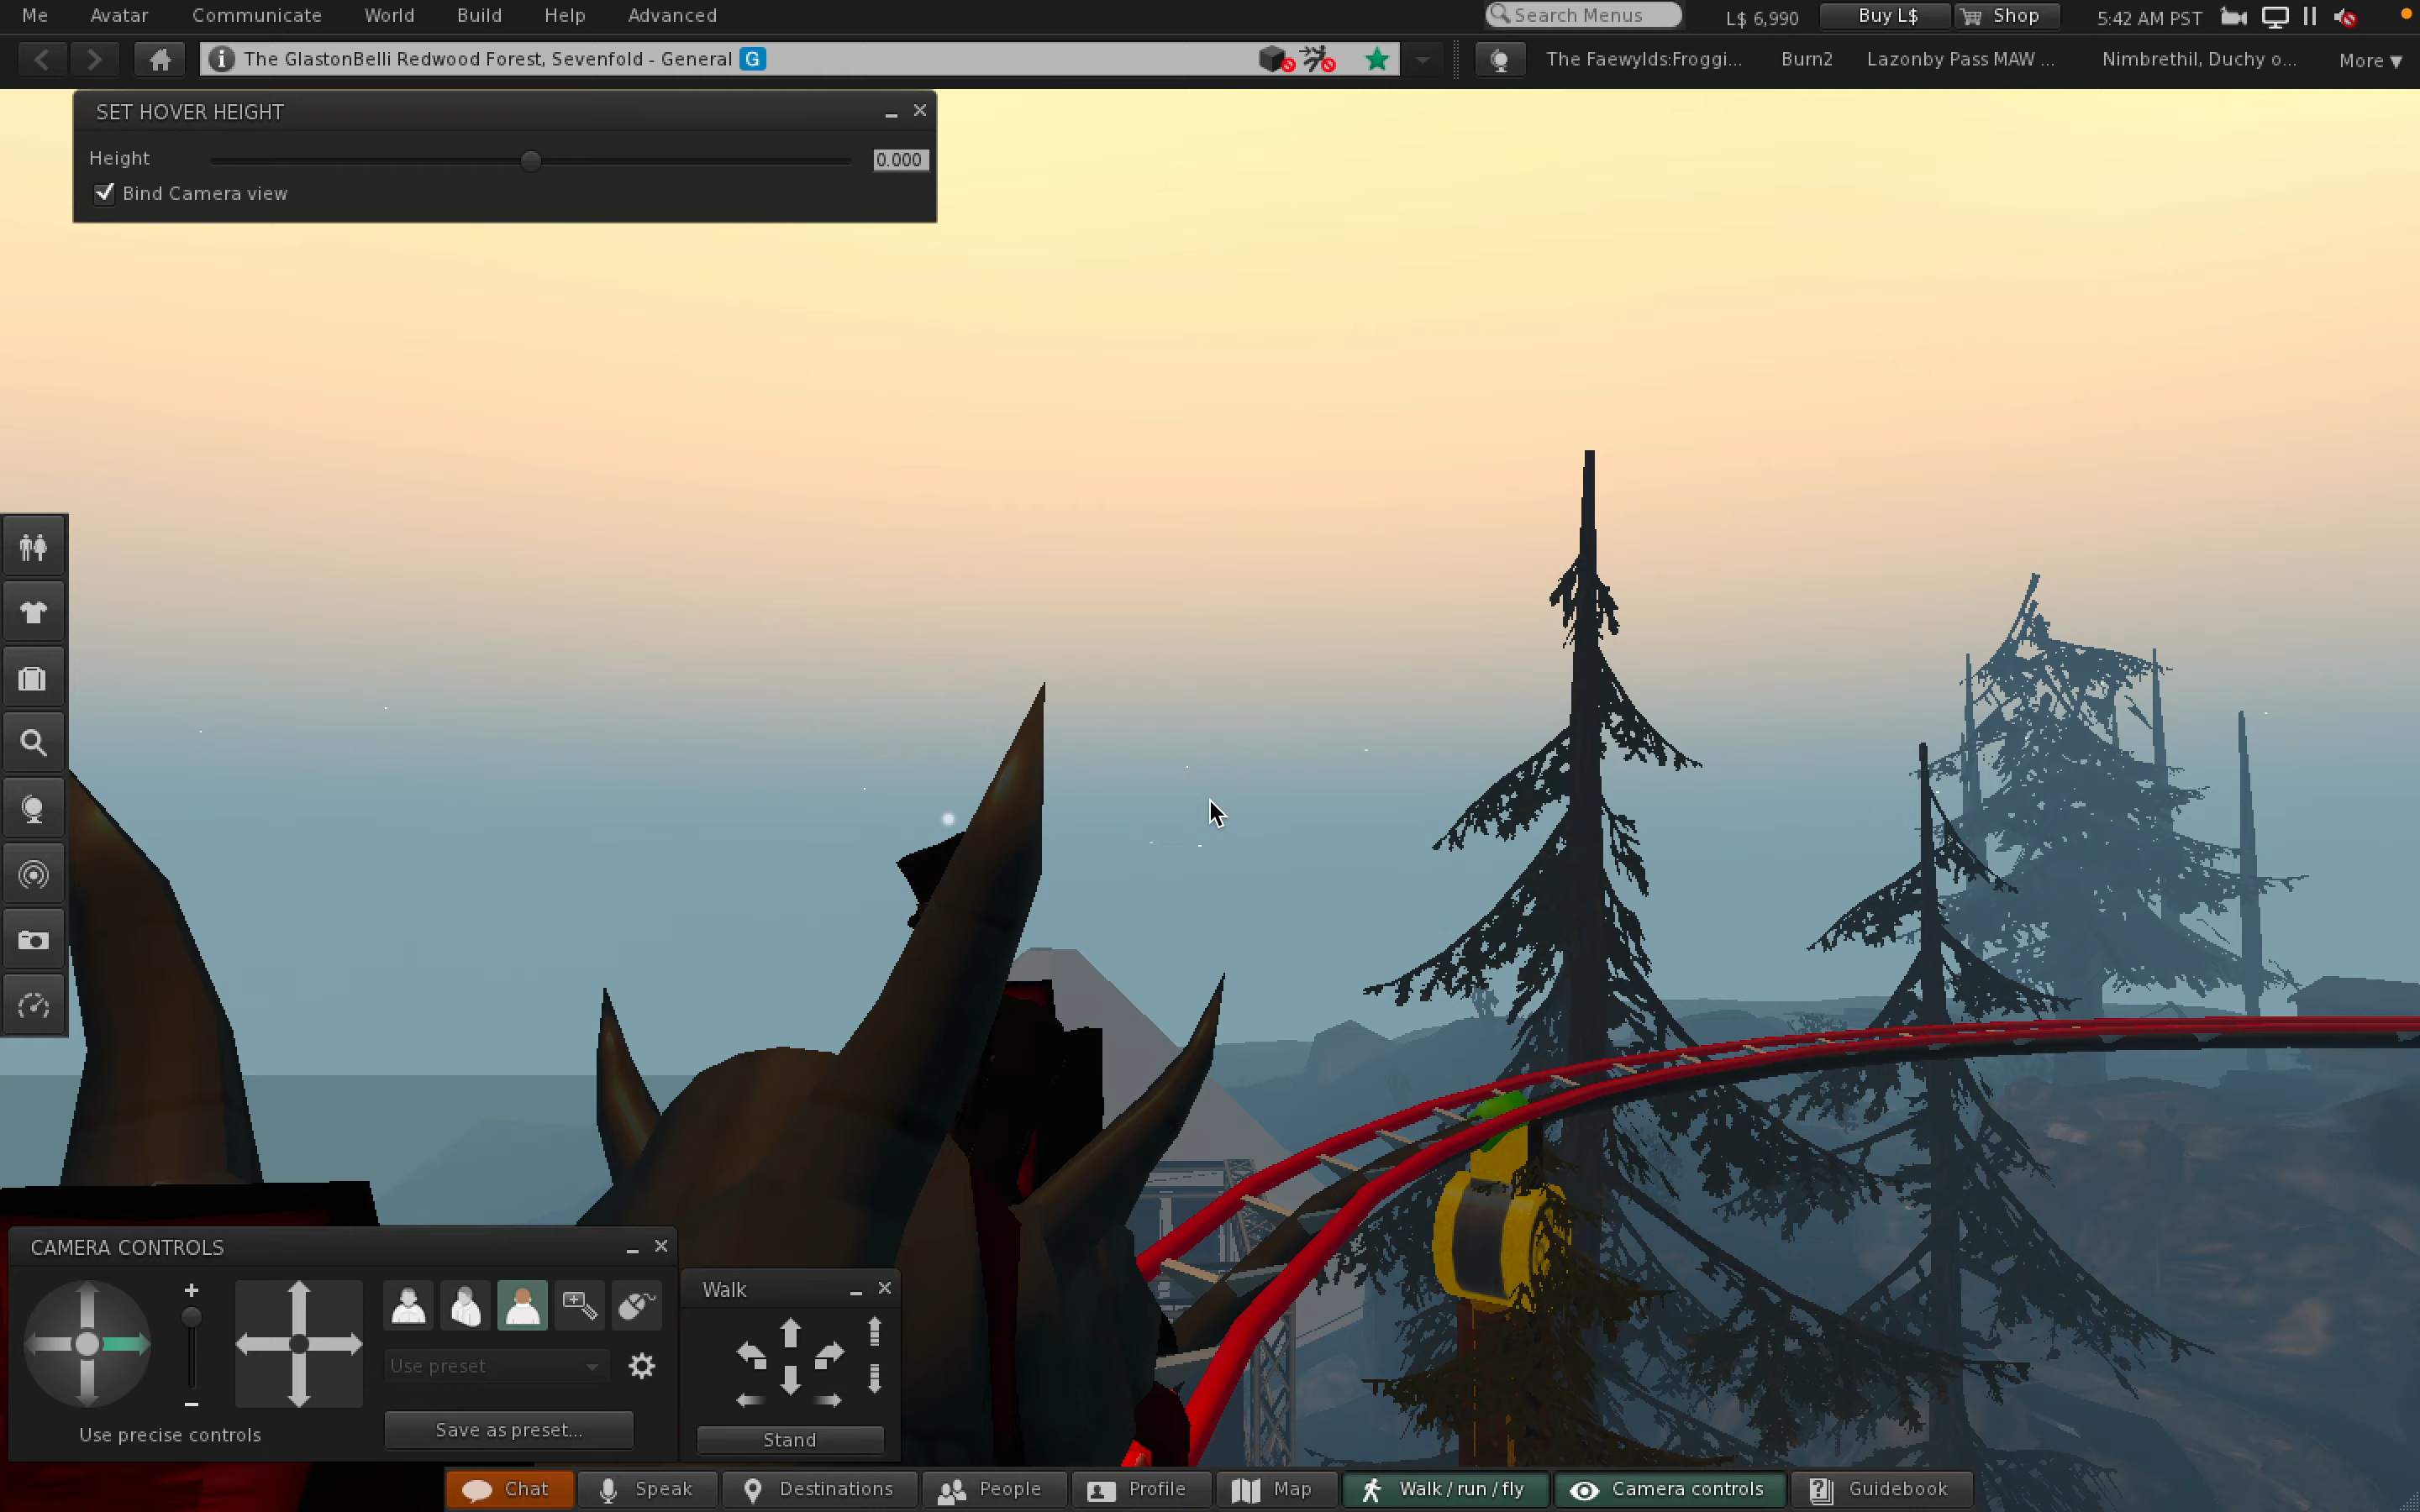 Me Avatar Communicate World Build Help Advanced Search Menus L$ 6,990 Buy L$ Shop 5:42 AM PST
The GlastonBelli Redwood Forest, Sevenfold - General G The Faewylds:Froggi... Burn2 Lazonby Pass MAW ... Nimbrethil, Duchy o... More ▼
SET HOVER HEIGHT
Height 0.000
Bind Camera view
CAMERA CONTROLS
Use preset
Save as preset...
Use precise controls
Walk
Stand
Chat Speak Destinations People Profile Map Walk / run / fly Camera controls Guidebook